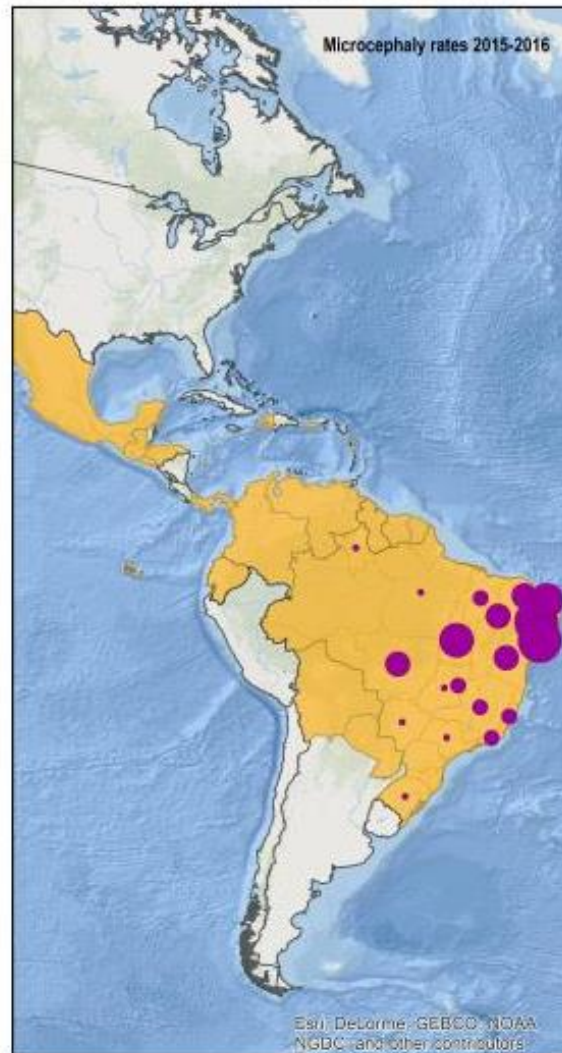 Microcephaly rates 2015-2016
Esri, DeLorme, GEBCO, NOAA
NGDC, and other contributors